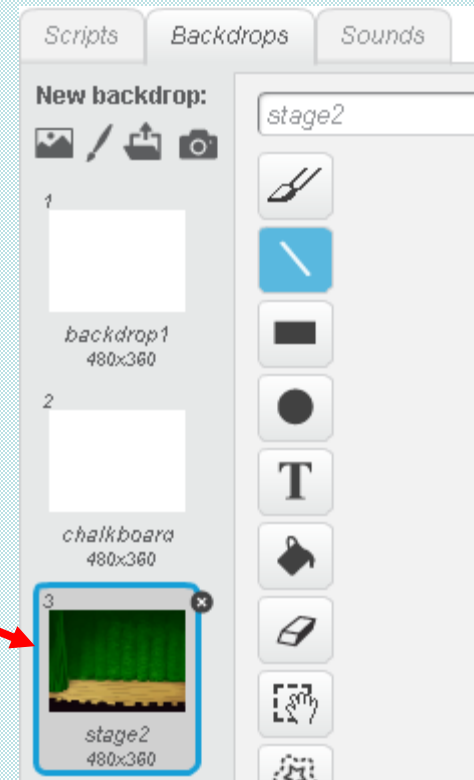 Scripts Backdrops Sounds
New backdrop:
stage2
1
backdrop1
480x360
2
chalkboard
480x360
T
3
stage2
480x360